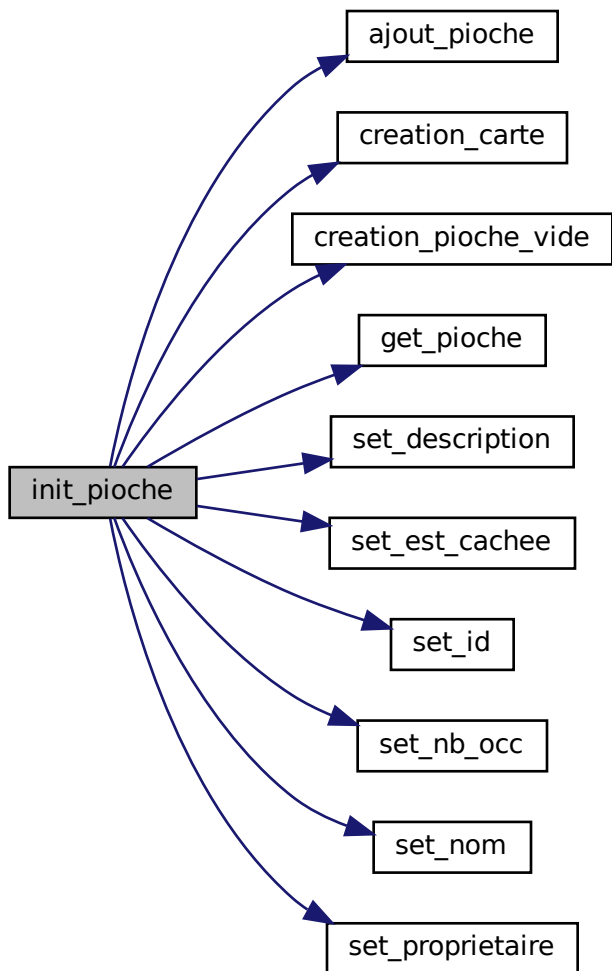 ajout_pioche
creation_carte
creation_pioche_vide
get_pioche
set_description
init_pioche
set_est_cachee
set_id
set_nb_occ
set_nom
set_proprietaire